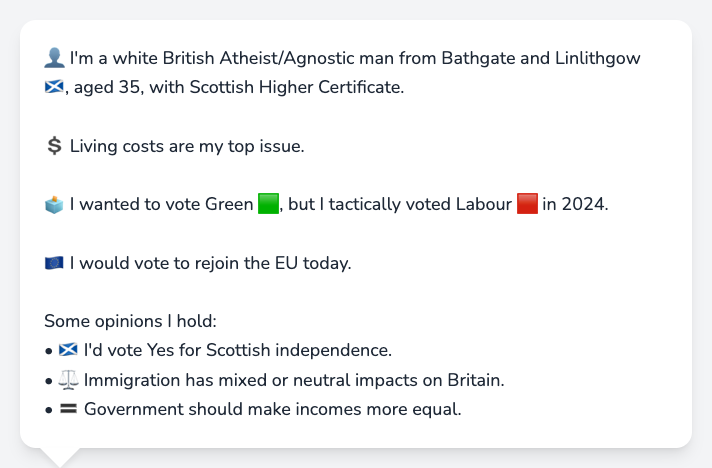 👤 I'm a white British Atheist/Agnostic man from Bathgate and Linlithgow
🏴󠁧󠁢󠁳󠁣󠁴󠁿, aged 35, with Scottish Higher Certificate.
💲 Living costs are my top issue.
🗳️ I wanted to vote Green 🟩, but I tactically voted Labour 🟥 in 2024.
🇪🇺 I would vote to rejoin the EU today.
Some opinions I hold:
• 🏴󠁧󠁢󠁳󠁣󠁴󠁿 I'd vote Yes for Scottish independence.
• ⚖️ Immigration has mixed or neutral impacts on Britain.
• 🟰 Government should make incomes more equal.